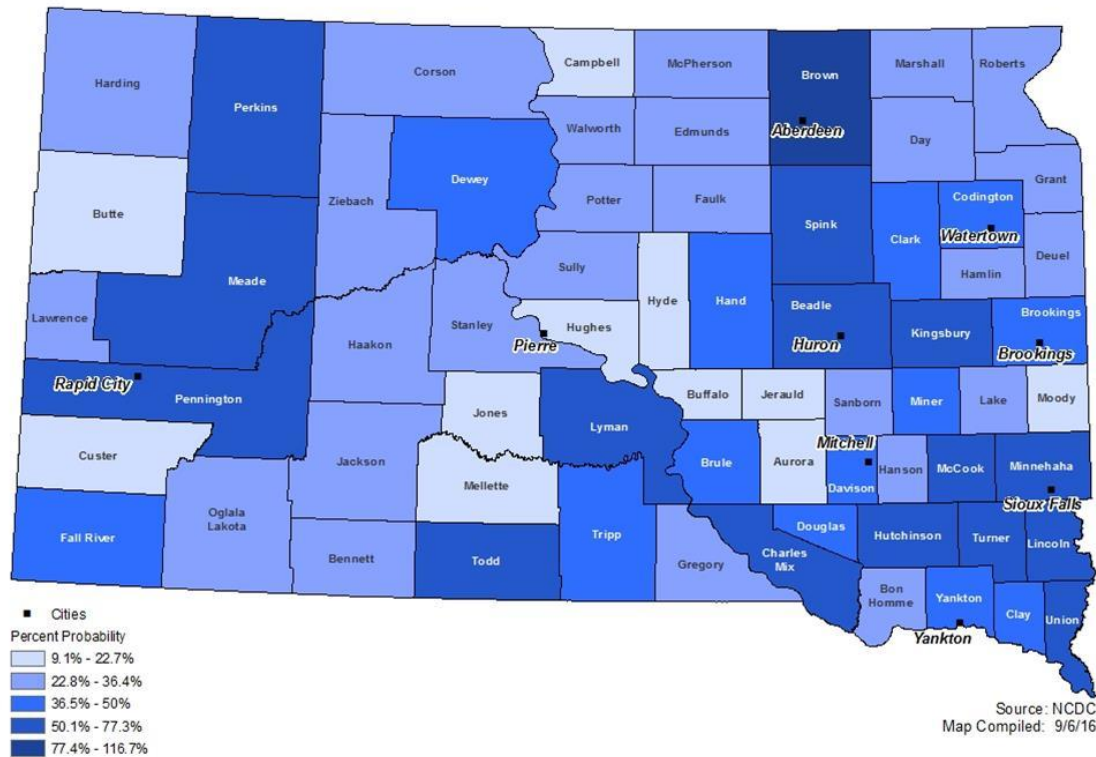 Harding
Perkins
Corson
Campbell
McPherson
Brown
Marshall
Roberts
Walworth
Edmunds
Aberdeen
Day
Butte
Ziebach
Dewey
Potter
Faulk
Spink
Clark
Codington
Watertown
Grant
Deuel
Hamlin
Meade
Sully
Hyde
Hand
Lawrence
Haakon
Stanley
Hughes
Pierre
Beadle
Huron
Kingsbury
Brookings
Brookings
Rapid City
Pennington
Jones
Lyman
Buffalo
Jerauld
Sanborn
Miner
Lake
Moody
Custer
Jackson
Mellette
Brule
Aurora
Mitchell
Davison
Hanson
McCook
Minnehaha
Sioux Falls
Fall River
Oglala
Lakota
Bennett
Todd
Tripp
Gregory
Charles
Mix
Douglas
Hutchinson
Turner
Lincoln
Bon
Homme
Yankton
Clay
Union
Yankton
Cities
Percent Probability
9.1% - 22.7%
22.8% - 36.4%
36.5% - 50%
50.1% - 77.3%
77.4% - 116.7%
Source: NCDC
Map Compiled: 9/6/16